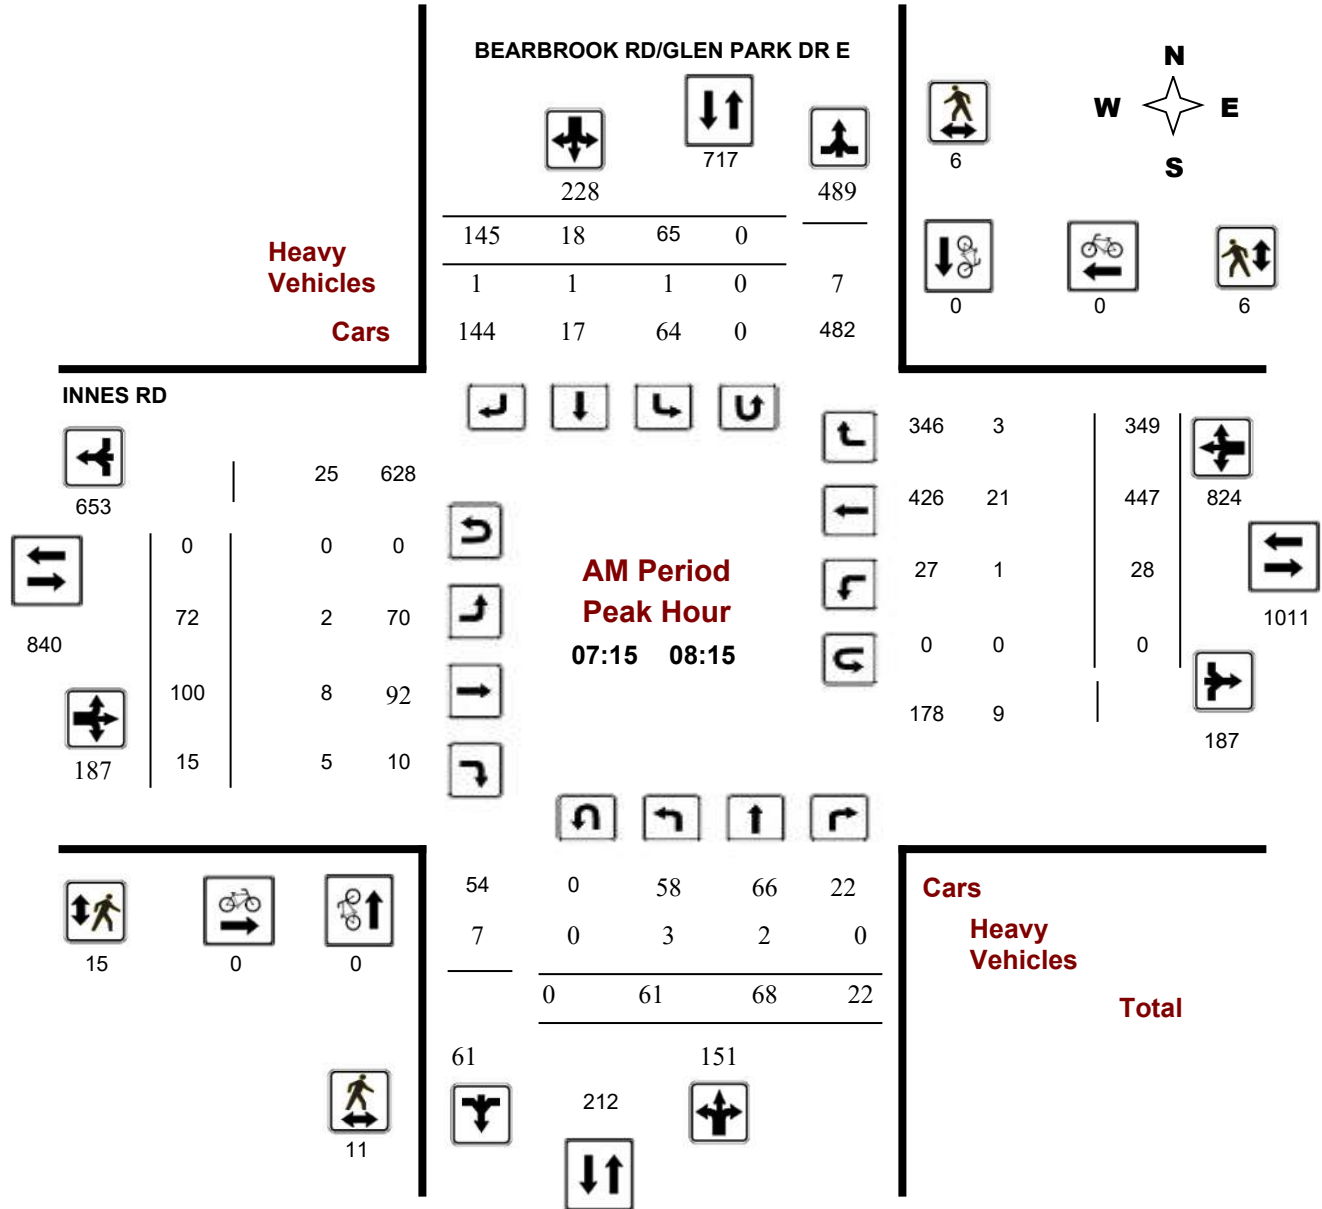 BEARBROOK RD/GLEN PARK DR E
N
W E
S
717
6
228 489
145 18 65 0
Heavy
Vehicles 1 1 1 0 7
0 0 6
Cars 144 17 64 0 482
INNES RD
346 3 349
25 628
653
426 21 447 824
0 0 0
AM Period
27 1 28
Peak Hour
72 2 70
1011
840
07:15 08:15
0 0 0
100 8 92
178 9
187
187 15 5 10
54 0 58 66 22 Cars
7 0 3 2 0 Heavy
Vehicles
15 0 0
0 61 68 22 Total
61 151
212
11